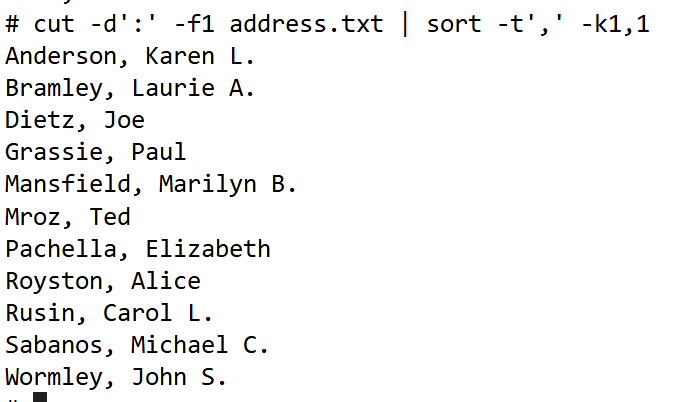 # cut -d':' -f1 address.txt | sort -t',' -k1,1
Anderson, Karen L.
Bramley, Laurie A.
Dietz, Joe
Grassie, Paul
Mansfield, Marilyn B.
Mroz, Ted
Pachella, Elizabeth
Royston, Alice
Rusin, Carol L.
Sabanos, Michael C.
Wormley, John S.
#